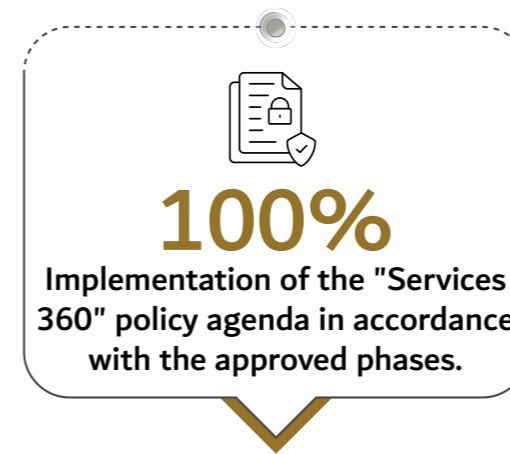 100%
Implementation of the "Services
360" policy agenda in accordance
with the approved phases.